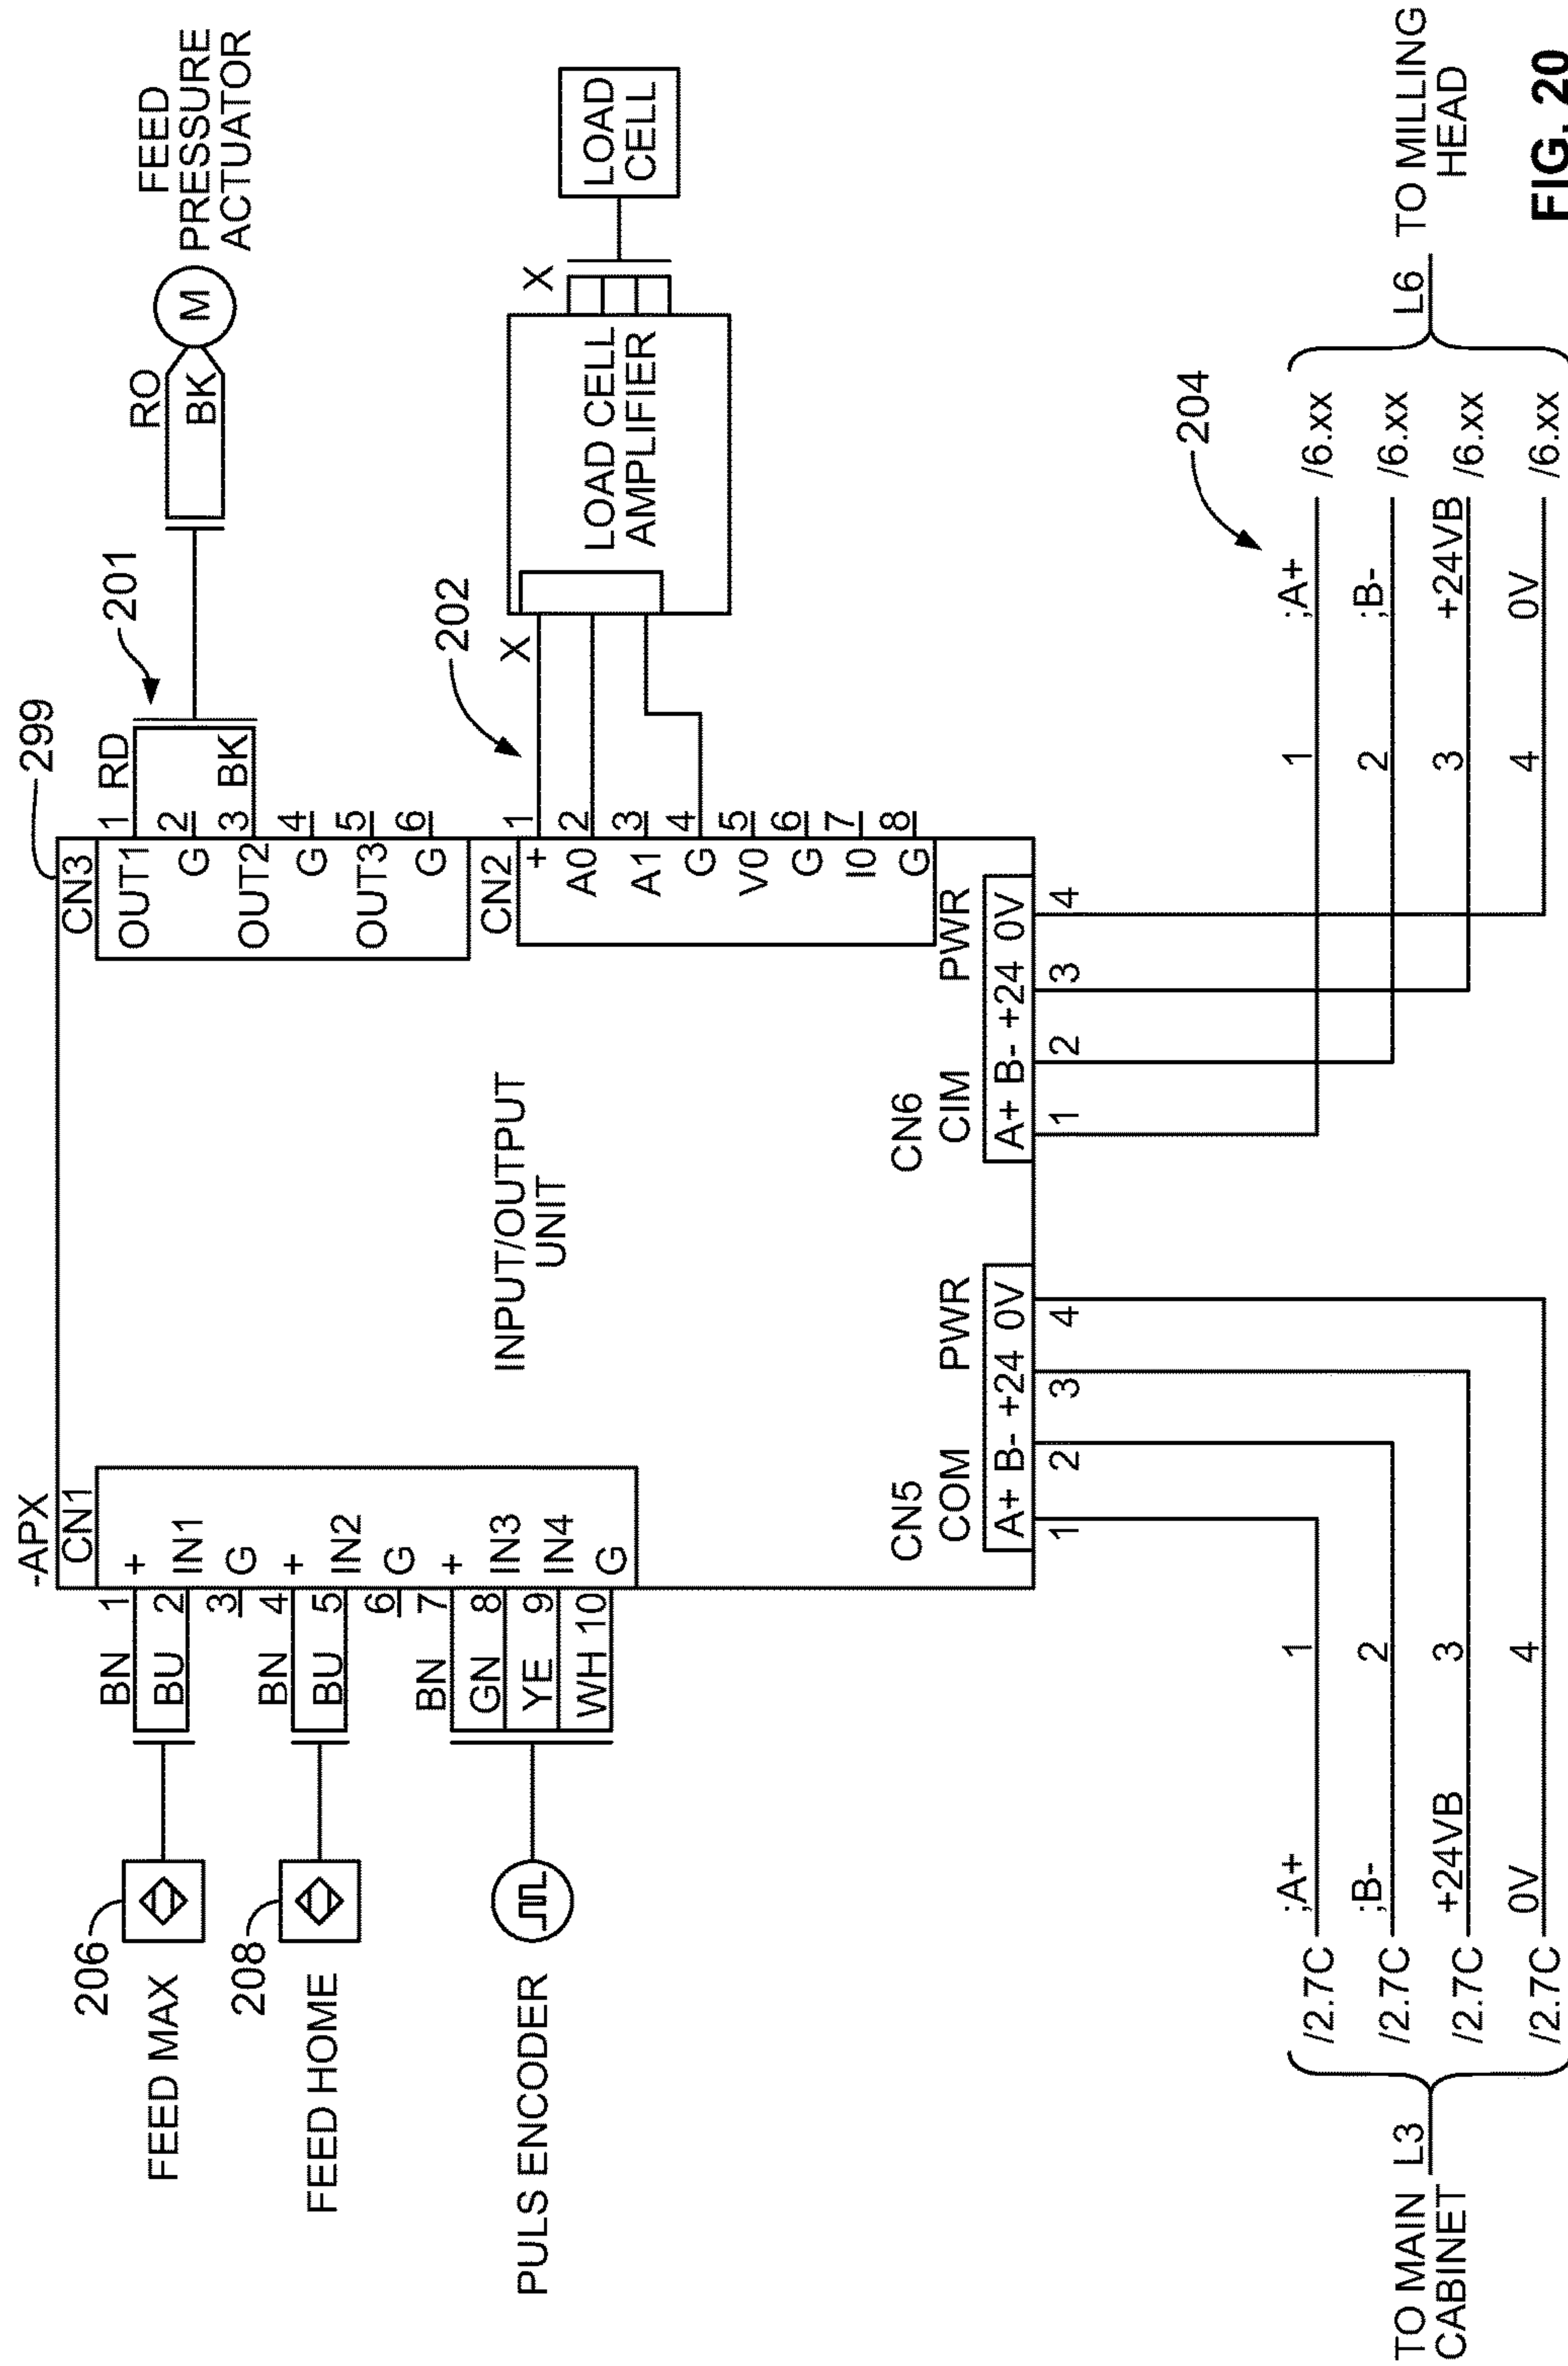 -APX
299
CN1
1
BN
+
BU
2
IN1
3
G
BN
4
+
BU
5
IN2
6
G
BN
7
+
GN
8
IN3
YE
9
IN4
WH
10
G
206
FEED MAX
208
FEED HOME
PULS ENCODER
INPUT/OUTPUT
UNIT
CN3
OUT1
1
RD
G
2
OUT2
3
BK
G
4
OUT3
5
G
6
201
RO
BK
M
FEED
PRESSURE
ACTUATOR
CN2
+
1
A0
2
A1
3
G
4
V0
5
G
6
I0
7
G
8
202
X
LOAD CELL
AMPLIFIER
X
LOAD
CELL
CN5
COM
PWR
A+ B- +24 0V
1
2
3
4
CN6
CIM
PWR
A+ B- +24 0V
1
2
3
4
204
/2.7C
;A+
1
/2.7C
;B-
2
/2.7C
+24VB
3
/2.7C
0V
4
TO MAIN
CABINET
L3
1
;A+
/6.xx
2
;B-
/6.xx
3
+24VB
/6.xx
4
0V
/6.xx
L6
TO MILLING
HEAD
FIG. 20